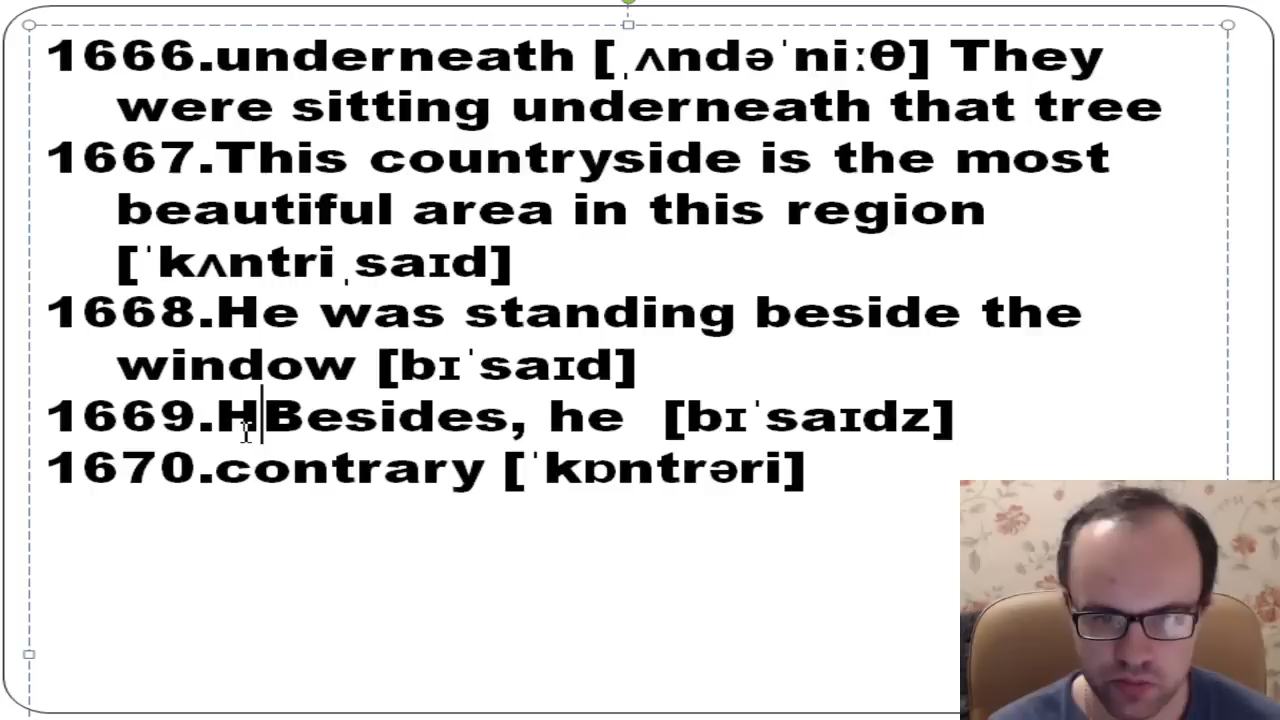 1666.underneath [ˌʌndəˈniːθ] They
were sitting underneath that tree
1667.This countryside is the most
beautiful area in this region
[ˈkʌntriˌsaɪd]
1668.He was standing beside the
window [bɪˈsaɪd]
1669.HBesides, he [bɪˈsaɪdz]
1670.contrary [ˈkɒntrəri]